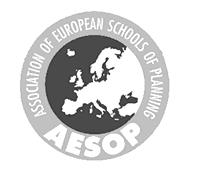 ASSOCIATION OF EUROPEAN SCHOOLS OF PLANNING
AESOP